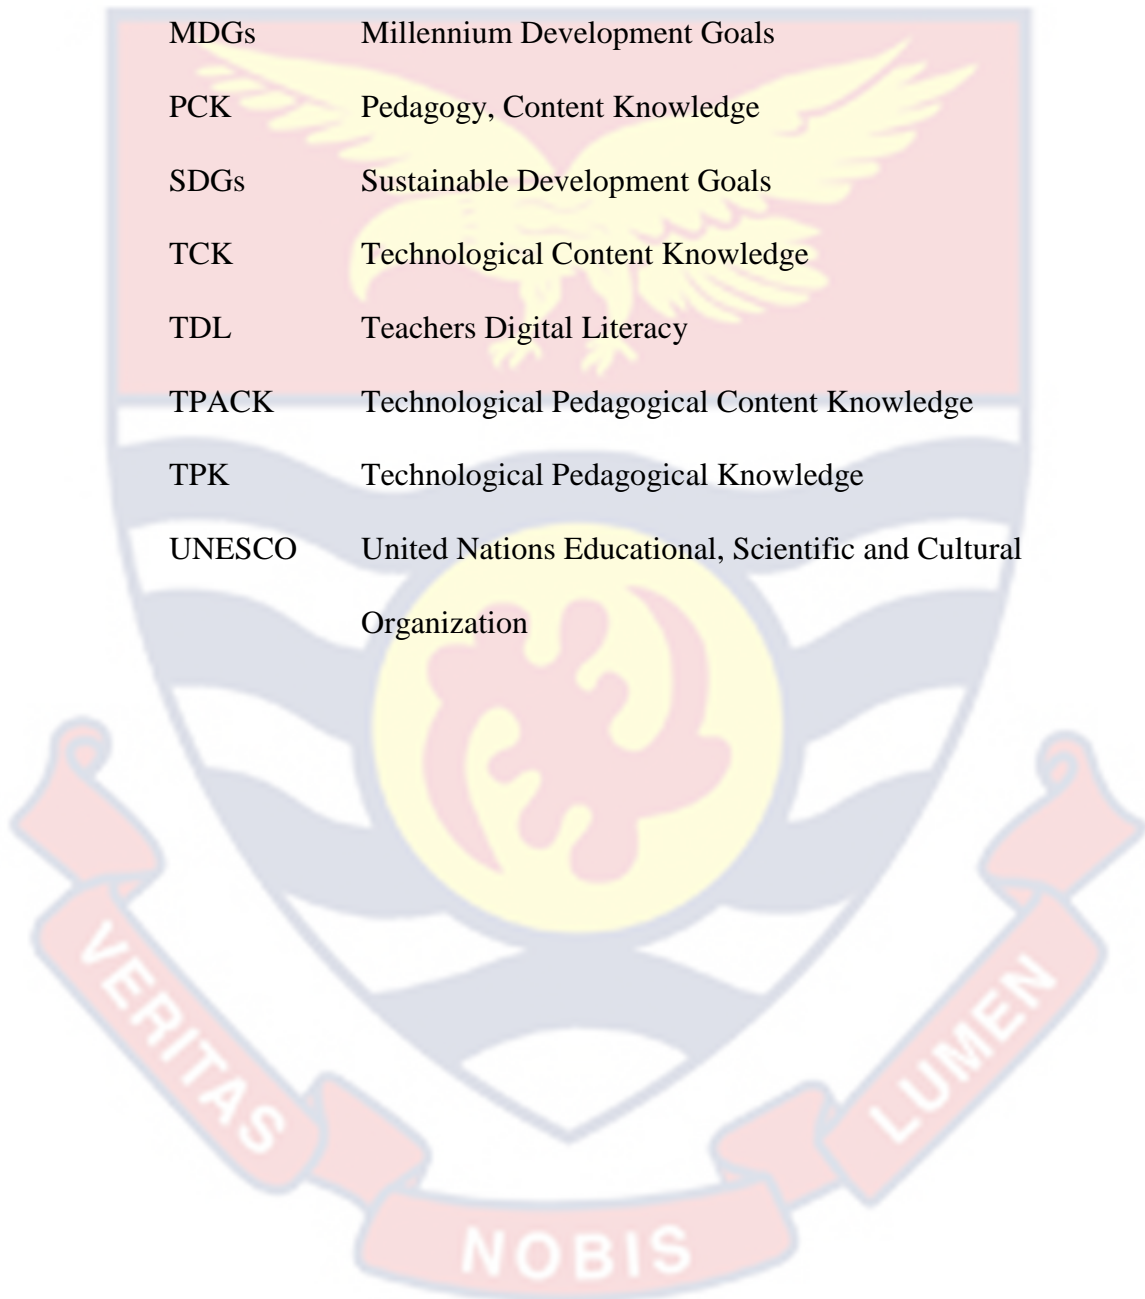 MDGs Millennium Development Goals
PCK Pedagogy, Content Knowledge
SDGs Sustainable Development Goals
TCK Technological Content Knowledge
TDL Teachers Digital Literacy
TPACK Technological Pedagogical Content Knowledge
TPK Technological Pedagogical Knowledge
UNESCO United Nations Educational, Scientific and Cultural
Organization
VERITAS NOBIS LUMEN